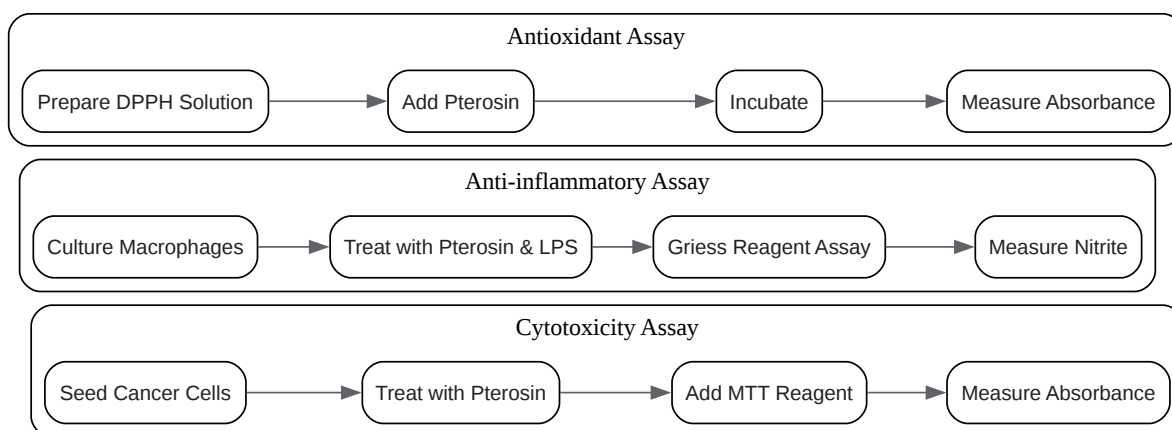 Antioxidant Assay
Prepare DPPH Solution
Add Pterosin
Incubate
Measure Absorbance
Anti-inflammatory Assay
Culture Macrophages
Treat with Pterosin & LPS
Griess Reagent Assay
Measure Nitrite
Cytotoxicity Assay
Seed Cancer Cells
Treat with Pterosin
Add MTT Reagent
Measure Absorbance